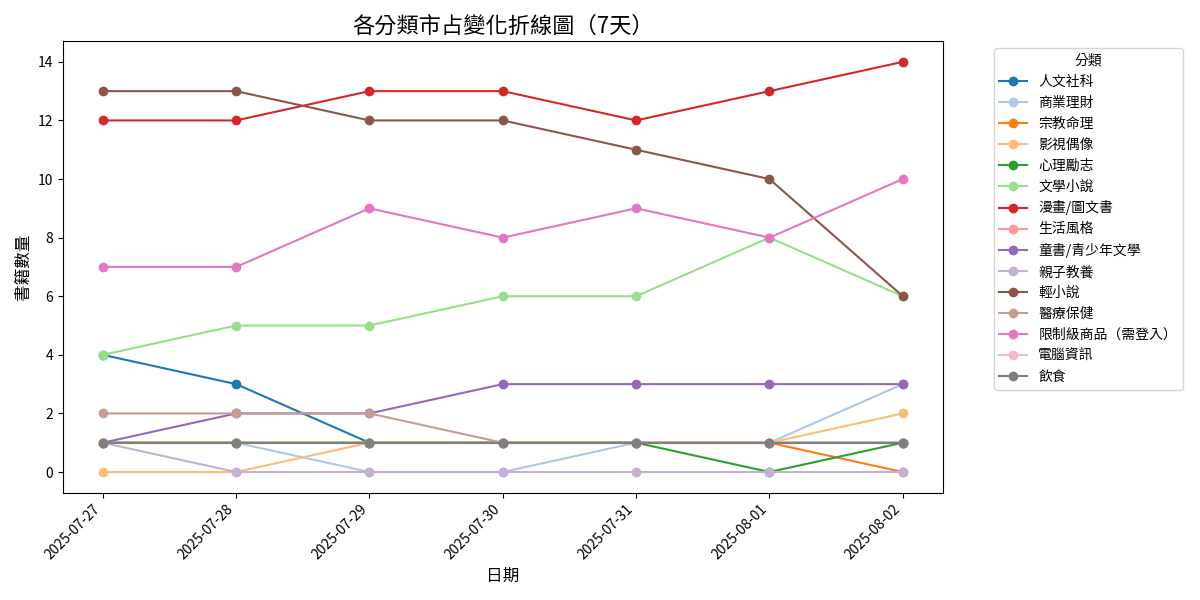 各分類市占變化折線圖（7天）
書籍數量
14
12
10
8
6
4
2
0
2025-07-27
2025-07-28
2025-07-29
2025-07-30
2025-07-31
2025-08-01
2025-08-02
日期
分類
人文社科
商業理財
宗教命理
影視偶像
心理勵志
文學小說
漫畫/圖文書
生活風格
童書/青少年文學
親子教養
輕小說
醫療保健
限制級商品（需登入）
電腦資訊
飲食